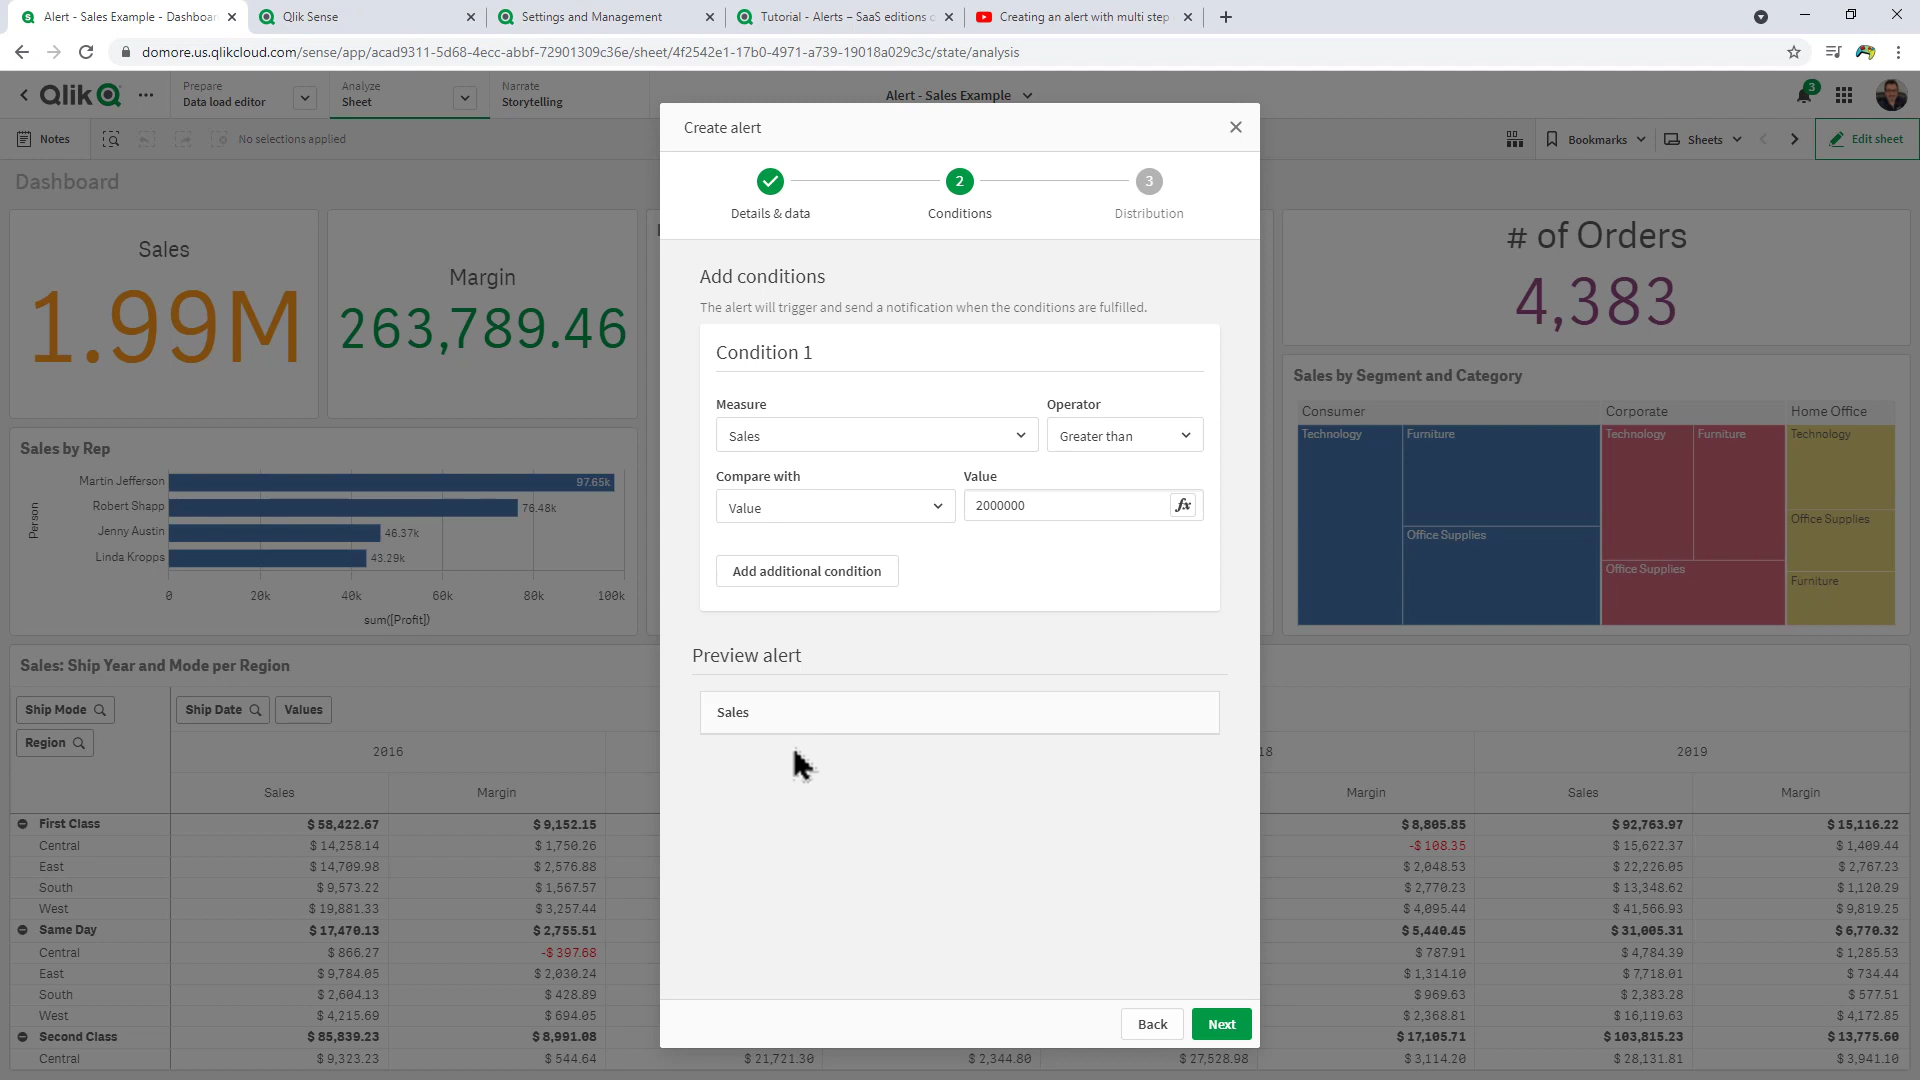 Alert - Sales Example - Dashboar
Qlik Sense
Settings and Management
Tutorial - Alerts – SaaS editions o
Creating an alert with multi step
domore.us.qlikcloud.com/sense/app/acad9311-5d68-4ecc-abbf-72901309c36e/sheet/4f2542e1-17b0-4971-a739-19018a029c3c/state/analysis
Qlik
Prepare
Data load editor
Analyze
Sheet
Narrate
Storytelling
Alert - Sales Example
3
Notes
No selections applied
Bookmarks
Sheets
Edit sheet
Dashboard
Sales
1.99M
Margin
263,789.46
# of Orders
4,383
Sales by Rep
Person
Martin Jefferson
97.65k
Robert Shapp
76.48k
Jenny Austin
46.37k
Linda Kropps
43.29k
0 20k 40k 60k 80k 100k
sum([Profit])
Sales by Segment and Category
Consumer
Corporate
Home Office
Technology
Furniture
Technology
Furniture
Technology
Office Supplies
Office Supplies
Office Supplies
Furniture
Create alert
2
3
Details & data
Conditions
Distribution
Add conditions
The alert will trigger and send a notification when the conditions are fulfilled.
Condition 1
Measure
Operator
Sales
Greater than
Compare with
Value
Value
2000000
fx
Add additional condition
Preview alert
Sales
Back
Next
Sales: Ship Year and Mode per Region
Ship Mode
Region
Ship Date
Values
2016 18 2019
Sales Margin Margin Sales Margin
First Class $ 58,422.67 $ 9,152.15 $ 8,805.85 $ 92,763.97 $ 15,116.22
Central $ 14,258.14 $ 1,750.26 -$ 108.35 $ 15,622.37 $ 1,409.44
East $ 14,709.98 $ 2,576.88 $ 2,048.53 $ 22,226.05 $ 2,767.23
South $ 9,573.22 $ 1,567.57 $ 2,770.23 $ 13,348.62 $ 1,120.29
West $ 19,881.33 $ 3,257.44 $ 4,095.44 $ 41,566.93 $ 9,819.25
Same Day $ 17,470.13 $ 2,755.51 $ 5,440.45 $ 31,005.31 $ 6,770.32
Central $ 866.27 -$ 397.68 $ 787.91 $ 4,784.39 $ 1,285.53
East $ 9,784.05 $ 2,030.24 $ 1,314.10 $ 7,718.01 $ 734.44
South $ 2,604.13 $ 428.89 $ 969.63 $ 2,383.28 $ 577.51
West $ 4,215.69 $ 694.05 $ 2,368.81 $ 16,119.63 $ 4,172.85
Second Class $ 85,839.23 $ 8,991.08 $ 17,105.71 $ 103,815.23 $ 13,775.60
Central $ 9,323.23 $ 544.64 $ 21,721.30 $ 2,344.80 $ 27,528.98 $ 3,114.20 $ 28,131.81 $ 3,941.10